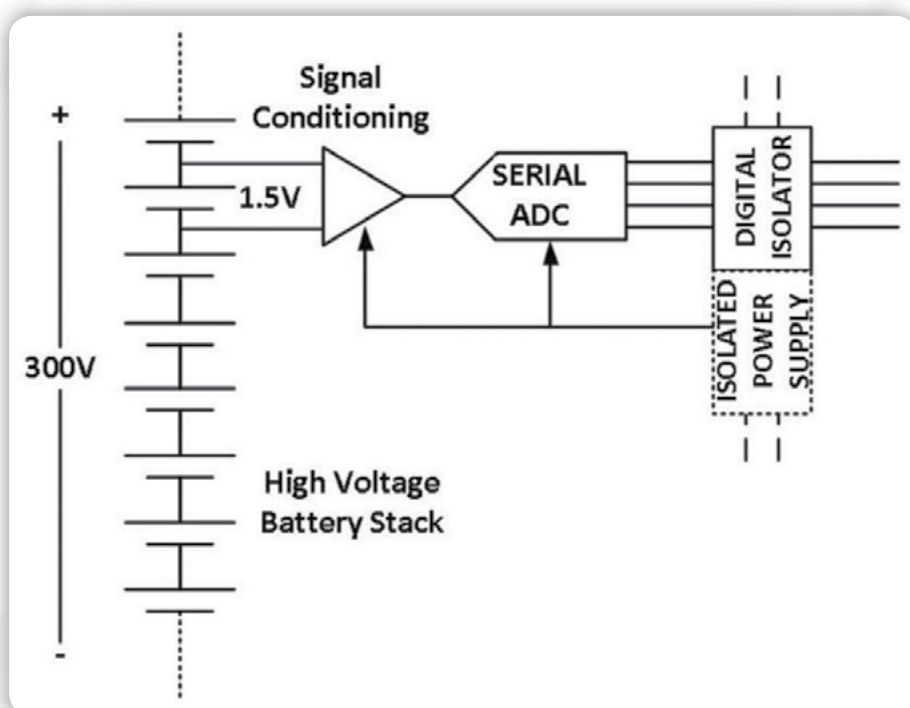 Signal
Conditioning
+
1.5V
SERIAL
ADC
DIGITAL
ISOLATOR
ISOLATED
POWER
SUPPLY
300V
High Voltage
Battery Stack
-